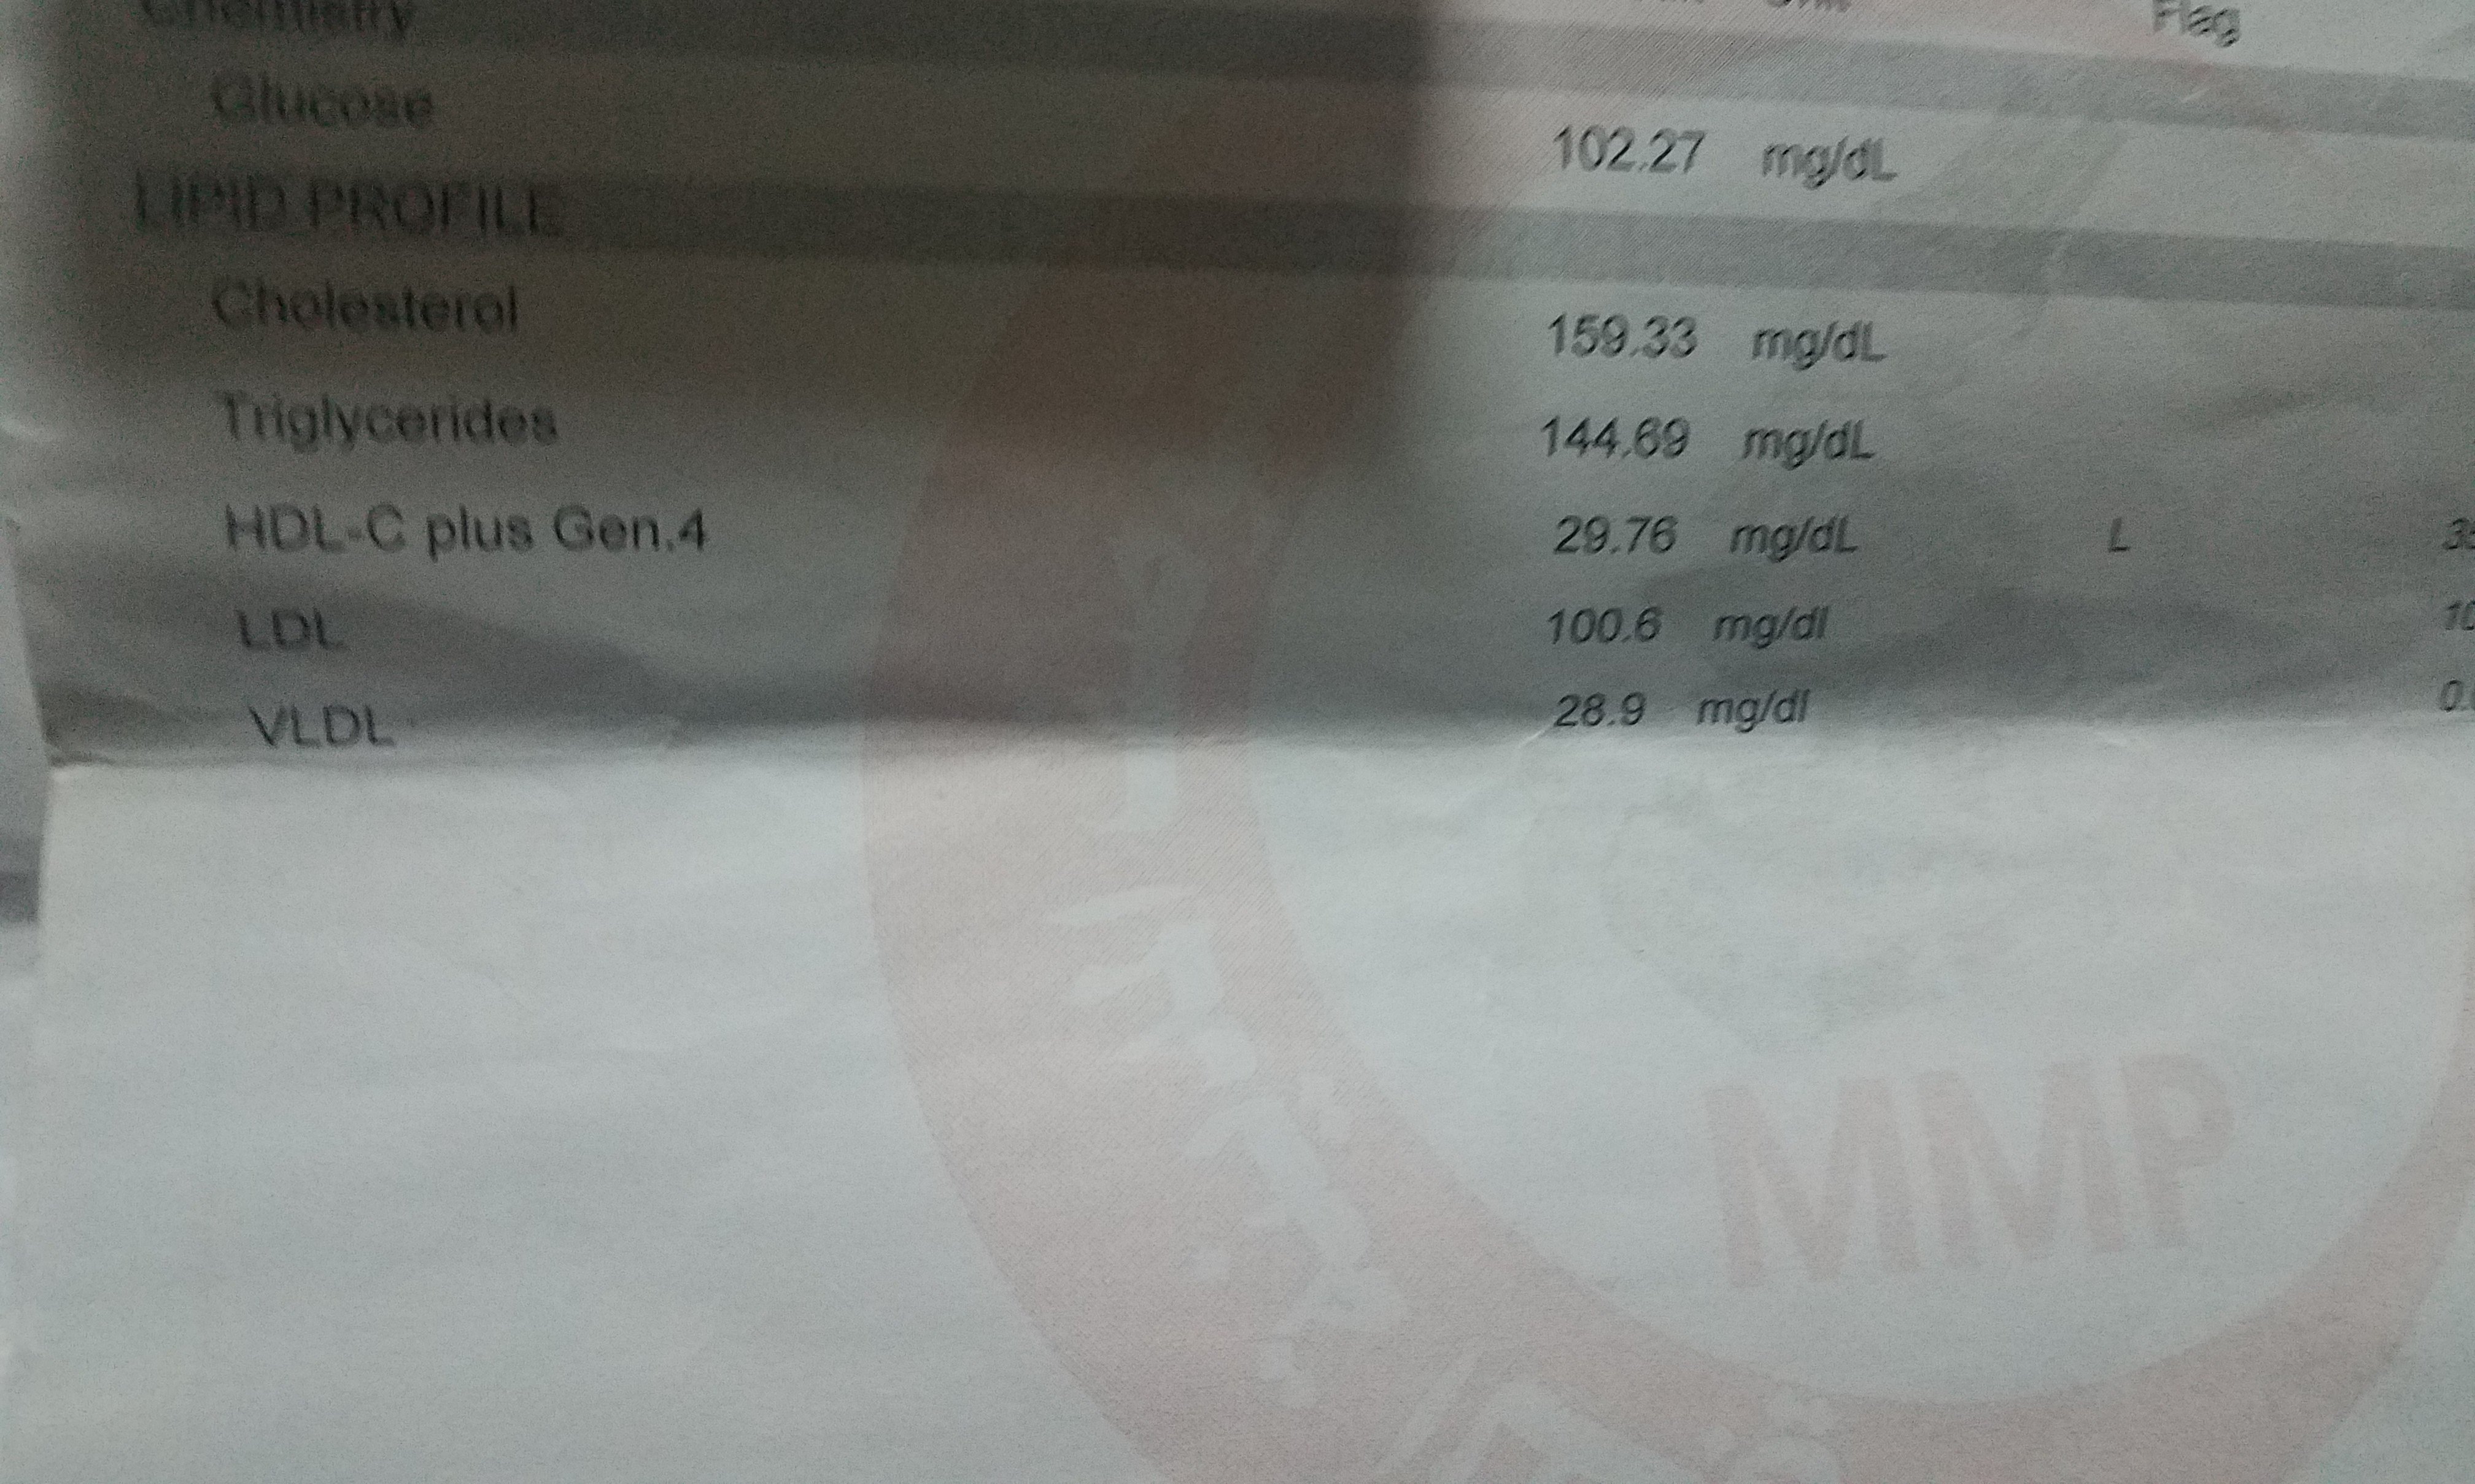 Chemistry Flag
Glucose 102.27 mg/dL
LIPID PROFILE
Cholesterol 159.33 mg/dL
Triglycerides 144.69 mg/dL
HDL-C plus Gen.4 29.76 mg/dL L
LDL 100.6 mg/dl
VLDL 28.9 mg/dl
MMP